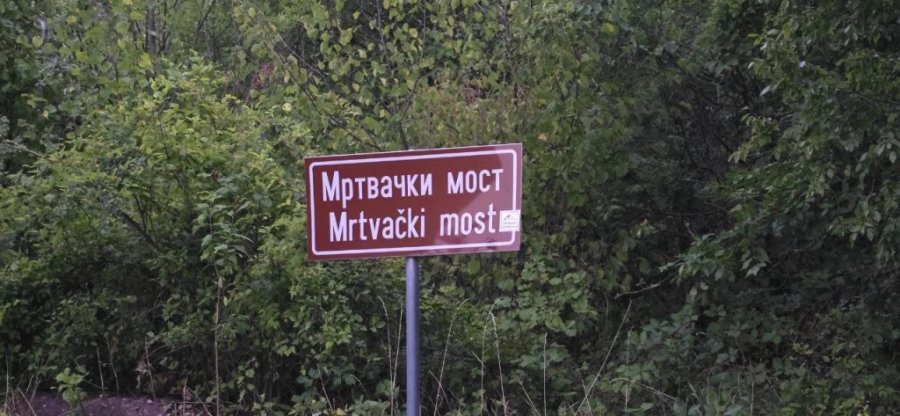 Мртвачки мост
Mrtvački most